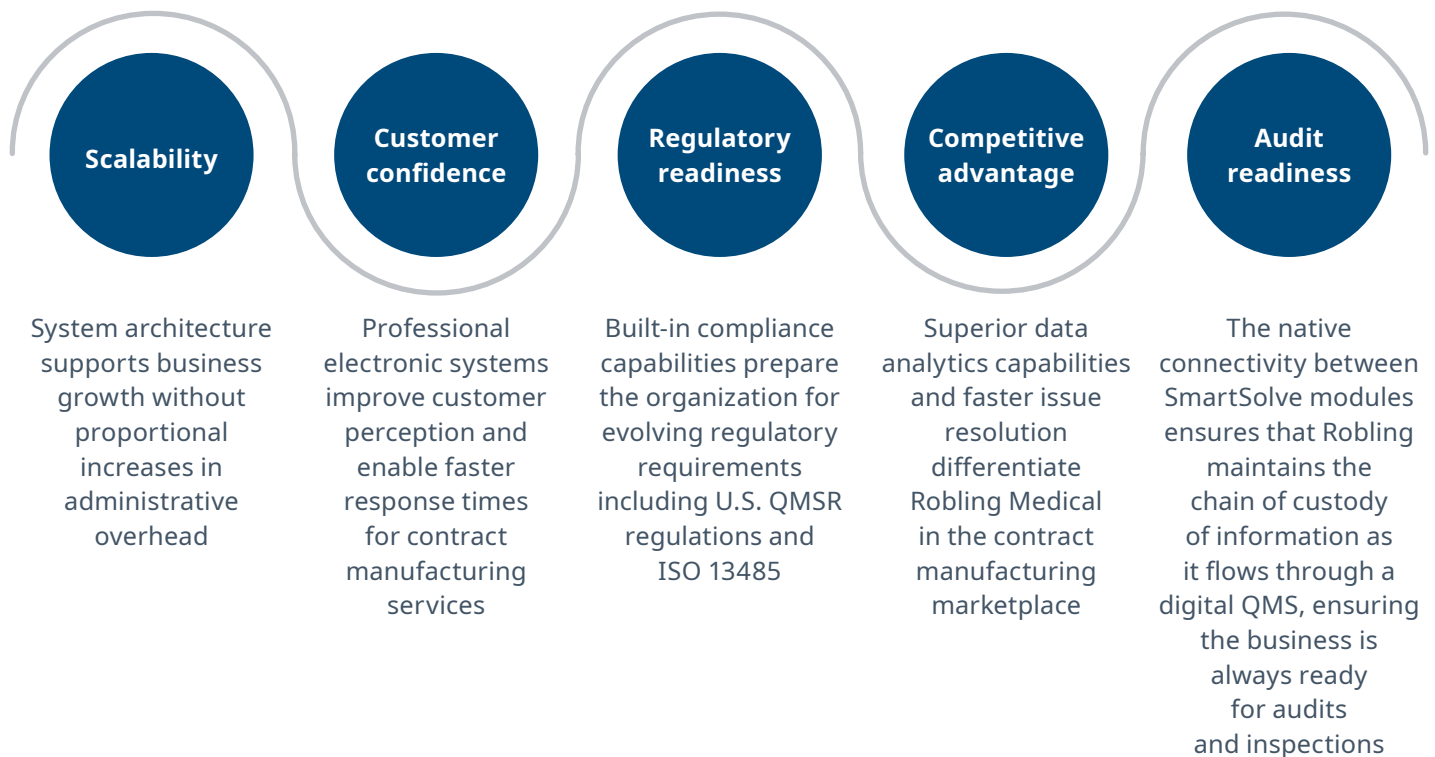 Scalability
System architecture
supports business
growth without
proportional
increases in
administrative
overhead
Customer
confidence
Professional
electronic systems
improve customer
perception and
enable faster
response times
for contract
manufacturing
services
Regulatory
readiness
Built-in compliance
capabilities prepare
the organization for
evolving regulatory
requirements
including U.S. QMSR
regulations and
ISO 13485
Competitive
advantage
Superior data
analytics capabilities
and faster issue
resolution
differentiate
Robling Medical
in the contract
manufacturing
marketplace
Audit
readiness
The native
connectivity between
SmartSolve modules
ensures that Robling
maintains the
chain of custody
of information as
it flows through a
digital QMS, ensuring
the business is
always ready
for audits
and inspections